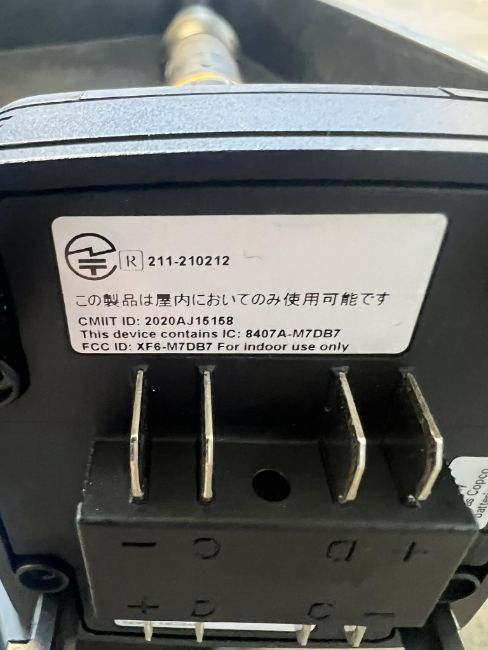 R 211-210212
この製品は屋内においてのみ使用可能です
CMIIT ID: 2020AJ15158
This device contains IC: 8407A-M7DB7
FCC ID: XF6-M7DB7 For indoor use only
- C D +
+ C C -
Copco